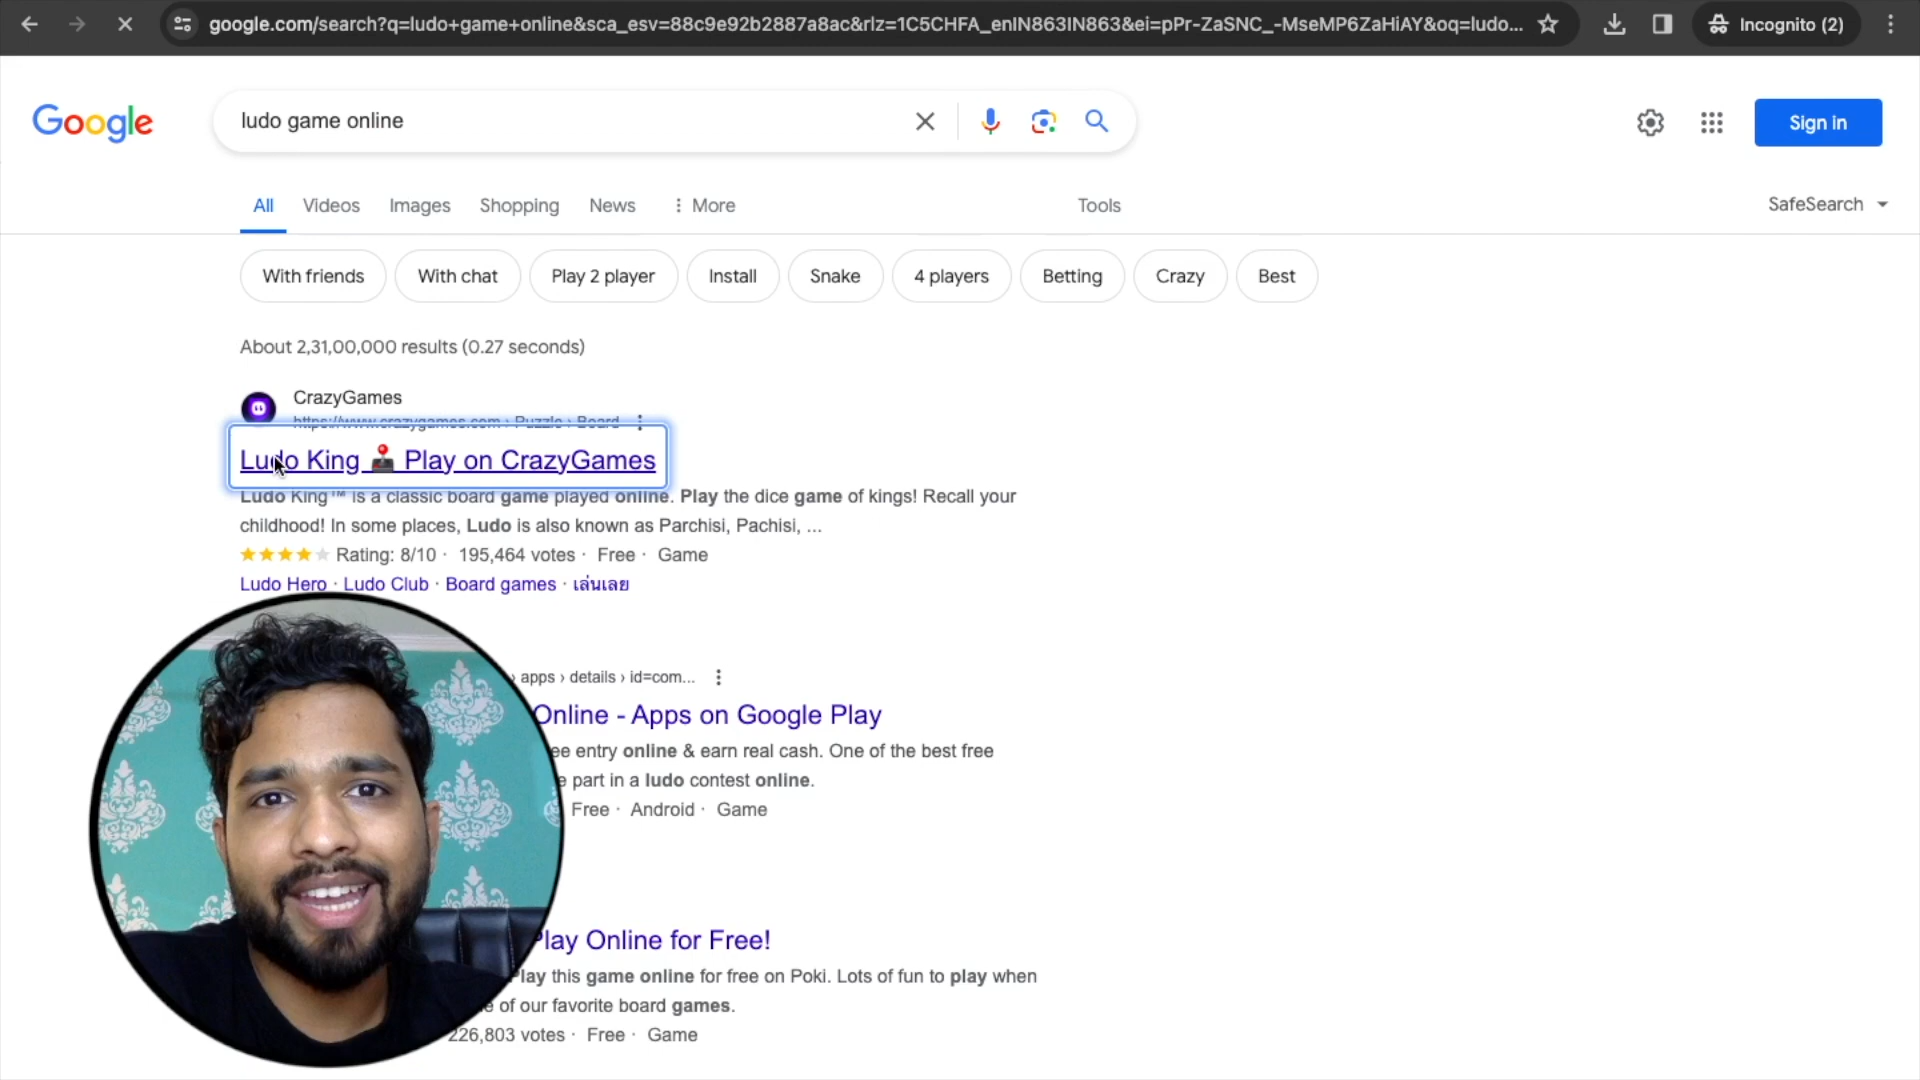 google.com/search?q=ludo+game+online&sca_esv=88c9e92b2887a8ac&rlz=1C5CHFA_enIN863IN863&ei=pPr-ZaSNC_-MseMP6ZaHiAY&oq=ludo...
Incognito (2)
Google
ludo game online
Sign in
All Videos Images Shopping News More Tools
SafeSearch
With friends With chat Play 2 player Install Snake 4 players Betting Crazy Best
About 2,31,00,000 results (0.27 seconds)
CrazyGames
https://www.crazygames.com › Puzzle › Board
Ludo King 🕹️ Play on CrazyGames
Ludo King™ is a classic board game played online. Play the dice game of kings! Recall your
childhood! In some places, Ludo is also known as Parchisi, Pachisi, ...
Rating: 8/10 · 195,464 votes · Free · Game
Ludo Hero · Ludo Club · Board games · เล่นเลย
› apps › details › id=com...
Online - Apps on Google Play
ee entry online & earn real cash. One of the best free
e part in a ludo contest online.
Free · Android · Game
Play Online for Free!
Play this game online for free on Poki. Lots of fun to play when
e of our favorite board games.
226,803 votes · Free · Game